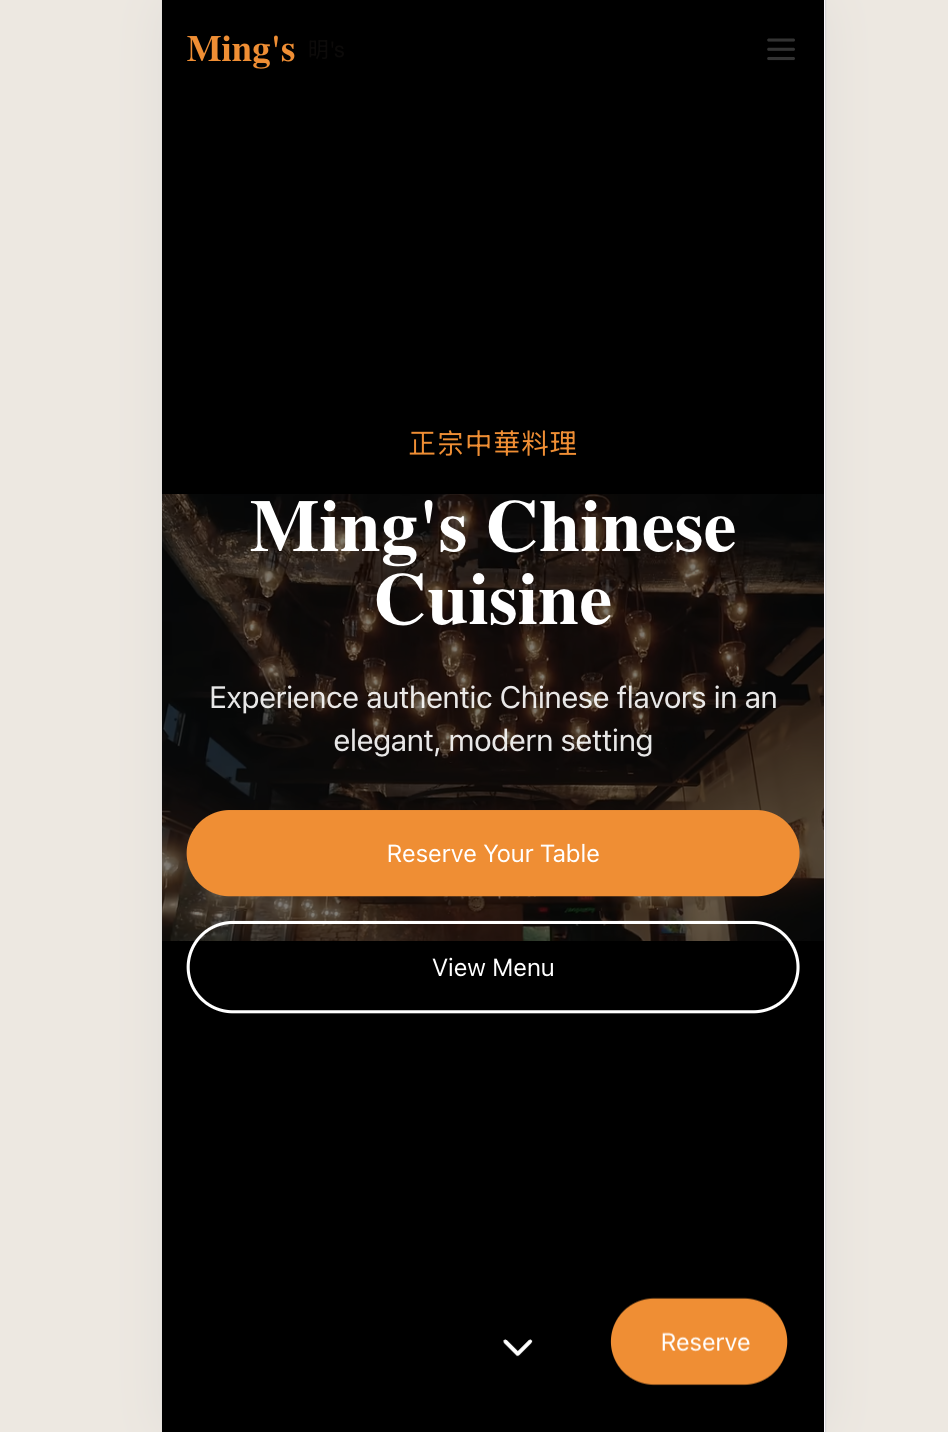 Ming's 明's
正宗中華料理
Ming's Chinese
Cuisine
Experience authentic Chinese flavors in an
elegant, modern setting
Reserve Your Table
View Menu
Reserve